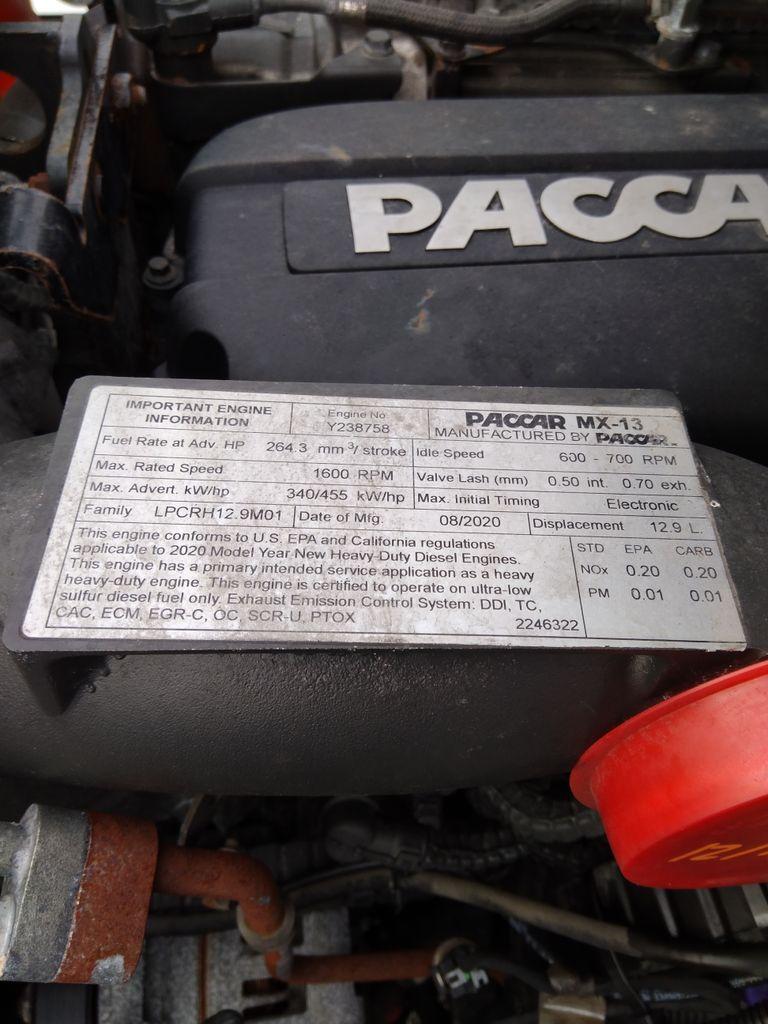 PACCA
IMPORTANT ENGINE INFORMATION
Engine No
Y238758
PACCAR MX-13
MANUFACTURED BY PACCAR
Fuel Rate at Adv. HP 264.3 mm³/ stroke
Idle Speed 600 - 700 RPM
Max. Rated Speed 1600 RPM
Valve Lash (mm) 0.50 int. 0.70 exh.
Max. Advert. kW/hp 340/455 kW/hp
Max. Initial Timing Electronic
Family LPCRH12.9M01
Date of Mfg. 08/2020
Displacement 12.9 L.
This engine conforms to U.S. EPA and California regulations
applicable to 2020 Model Year New Heavy Duty Diesel Engines.
This engine has a primary intended service application as a heavy
heavy-duty engine. This engine is certified to operate on ultra-low
sulfur diesel fuel only. Exhaust Emission Control System: DDI, TC,
CAC, ECM, EGR-C, OC, SCR-U, PTOX
2246322
STD EPA CARB
NOx 0.20 0.20
PM 0.01 0.01